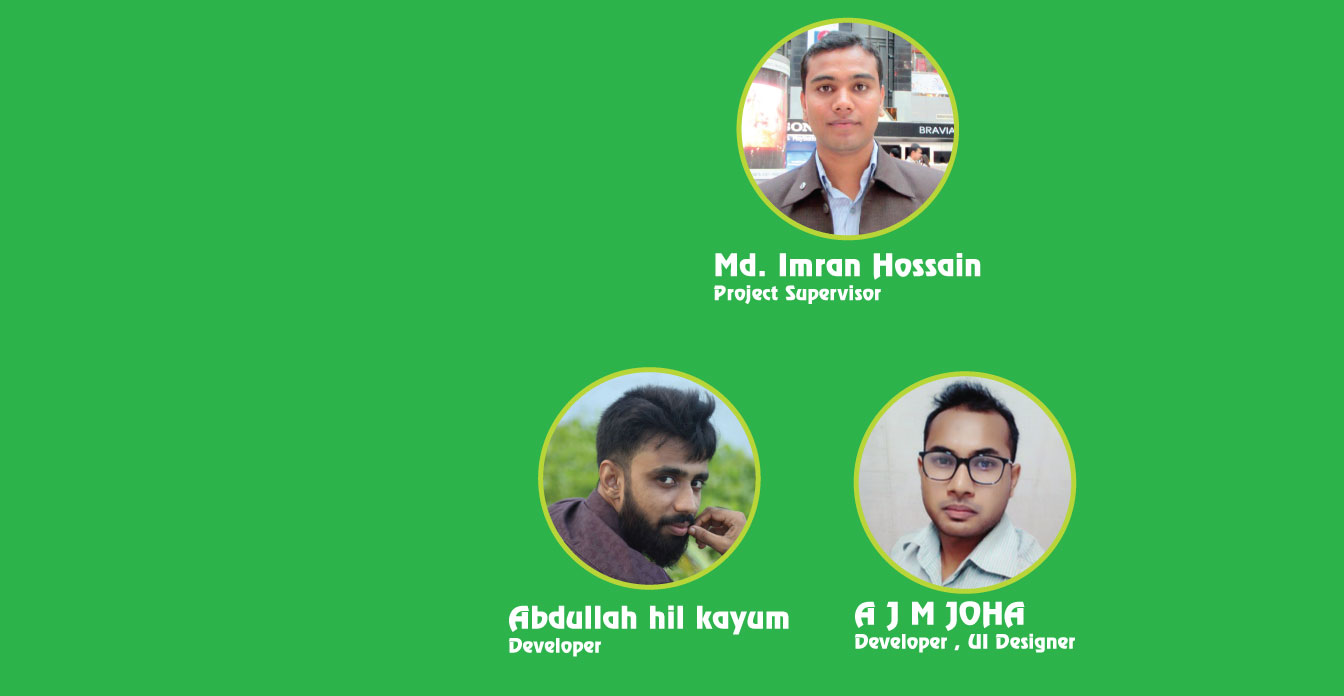 BRAVIA
Md. Imran Hossain
Project Supervisor
Abdullah hil kayum
Developer
A J M JOHA
Developer , UI Designer